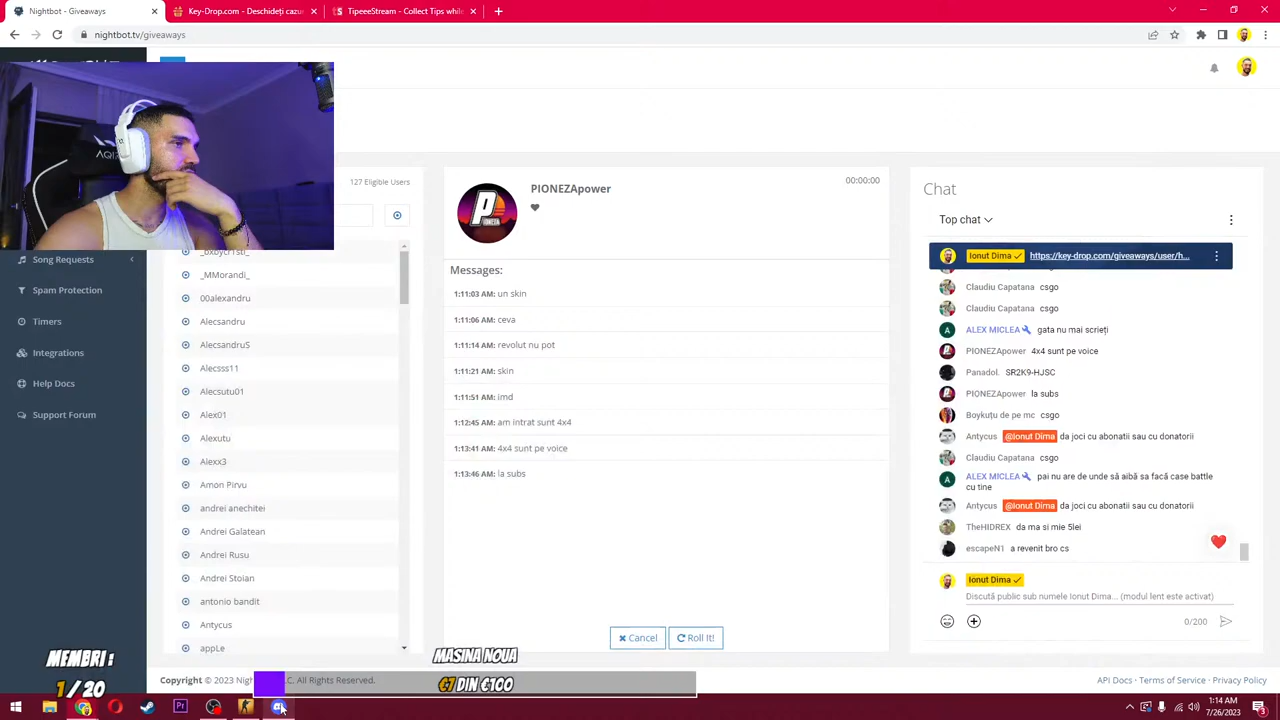 Nightbot - Giveaways
Key-Drop.com - Deschideți cazu
TipeeeStream - Collect Tips while
nightbot.tv/giveaways
AQIR
127 Eligible Users
Song Requests
Spam Protection
Timers
Integrations
Help Docs
Support Forum
_bxbycr1sti_
_MMorandi_
00alexandru
Alecsandru
AlecsandruS
Alecsss11
Alecsutu01
Alex01
Alexutu
Alexx3
Amon Pirvu
andrei anechitei
Andrei Galatean
Andrei Rusu
Andrei Stoian
antonio bandit
Antycus
appLe
PIONEZApower
00:00:00
Messages:
1:11:03 AM: un skin
1:11:06 AM: ceva
1:11:14 AM: revolut nu pot
1:11:21 AM: skin
1:11:51 AM: imd
1:12:45 AM: am intrat sunt 4x4
1:13:41 AM: 4x4 sunt pe voice
1:13:46 AM: la subs
Cancel
Roll It!
Chat
Top chat
Ionut Dima https://key-drop.com/giveaways/user/h...
Claudiu Capatana csgo
Claudiu Capatana csgo
ALEX MICLEA gata nu mai scrieți
PIONEZApower 4x4 sunt pe voice
Panadol. SR2K9-HJSC
PIONEZApower la subs
Boykuțu de pe mc csgo
Antycus @Ionut Dima da joci cu abonatii sau cu donatorii
Claudiu Capatana csgo
ALEX MICLEA pai nu are de unde să aibă sa facă case battle
cu tine
Antycus @Ionut Dima da joci cu abonatii sau cu donatorii
TheHIDREX da ma si mie 5lei
escapeN1 a revenit bro cs
Ionut Dima
Discută public sub numele Ionut Dima... (modul lent este activat)
0/200
MEMBRI :
1 / 20
MASINA NOUA
€7 DIN €100
Copyright © 2023 N C. All Rights Reserved.
API Docs - Terms of Service - Privacy Policy
1:14 AM
7/26/2023
3